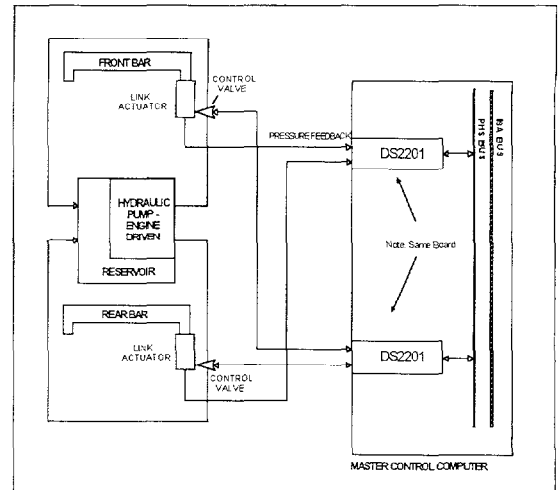 FRONT BAR
CONTROL
VALVE
LINK
ACTUATOR
PRESSURE FEEDBACK
DS2201
PHS BUS
ISA BUS
HYDRAULIC
PUMP -
ENGINE
DRIVEN
RESERVOIR
Note: Same Board
REAR BAR
LINK
ACTUATOR
CONTROL
VALVE
DS2201
MASTER CONTROL COMPUTER